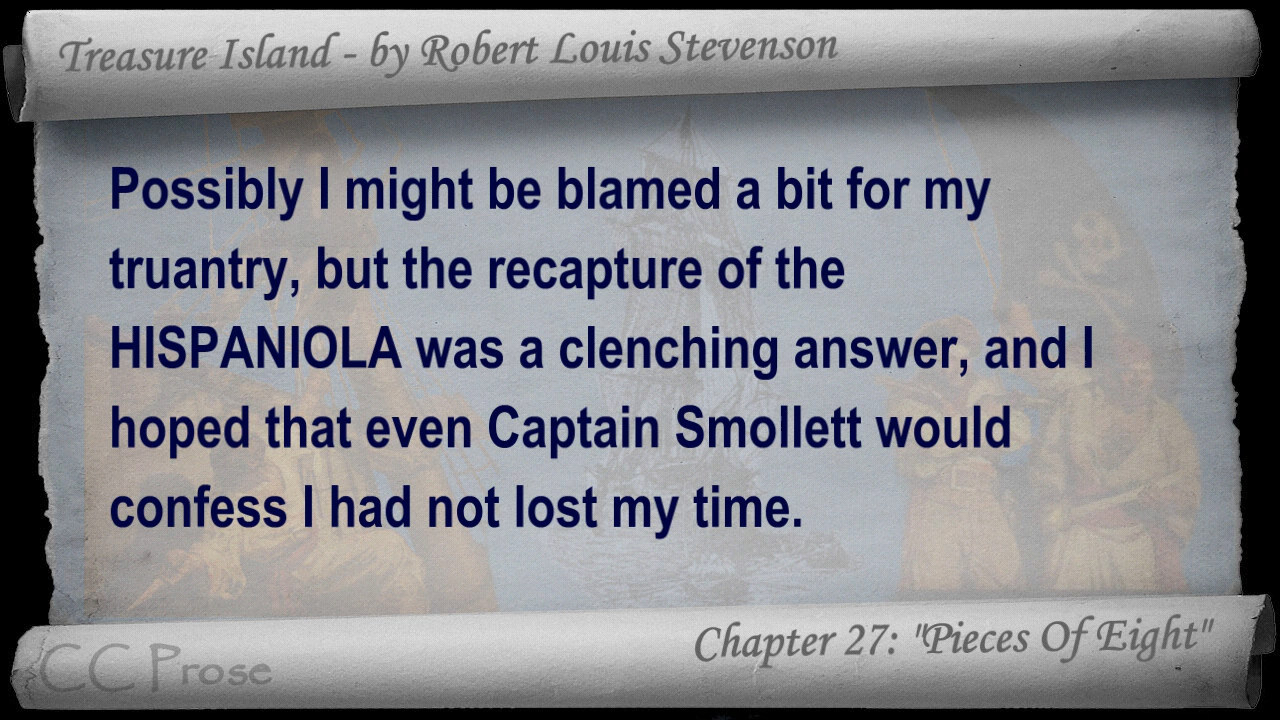 Treasure Island - by Robert Louis Stevenson
Possibly I might be blamed a bit for my
truantry, but the recapture of the
HISPANIOLA was a clenching answer, and I
hoped that even Captain Smollett would
confess I had not lost my time.
Chapter 27: "Pieces Of Eight"
CC Prose